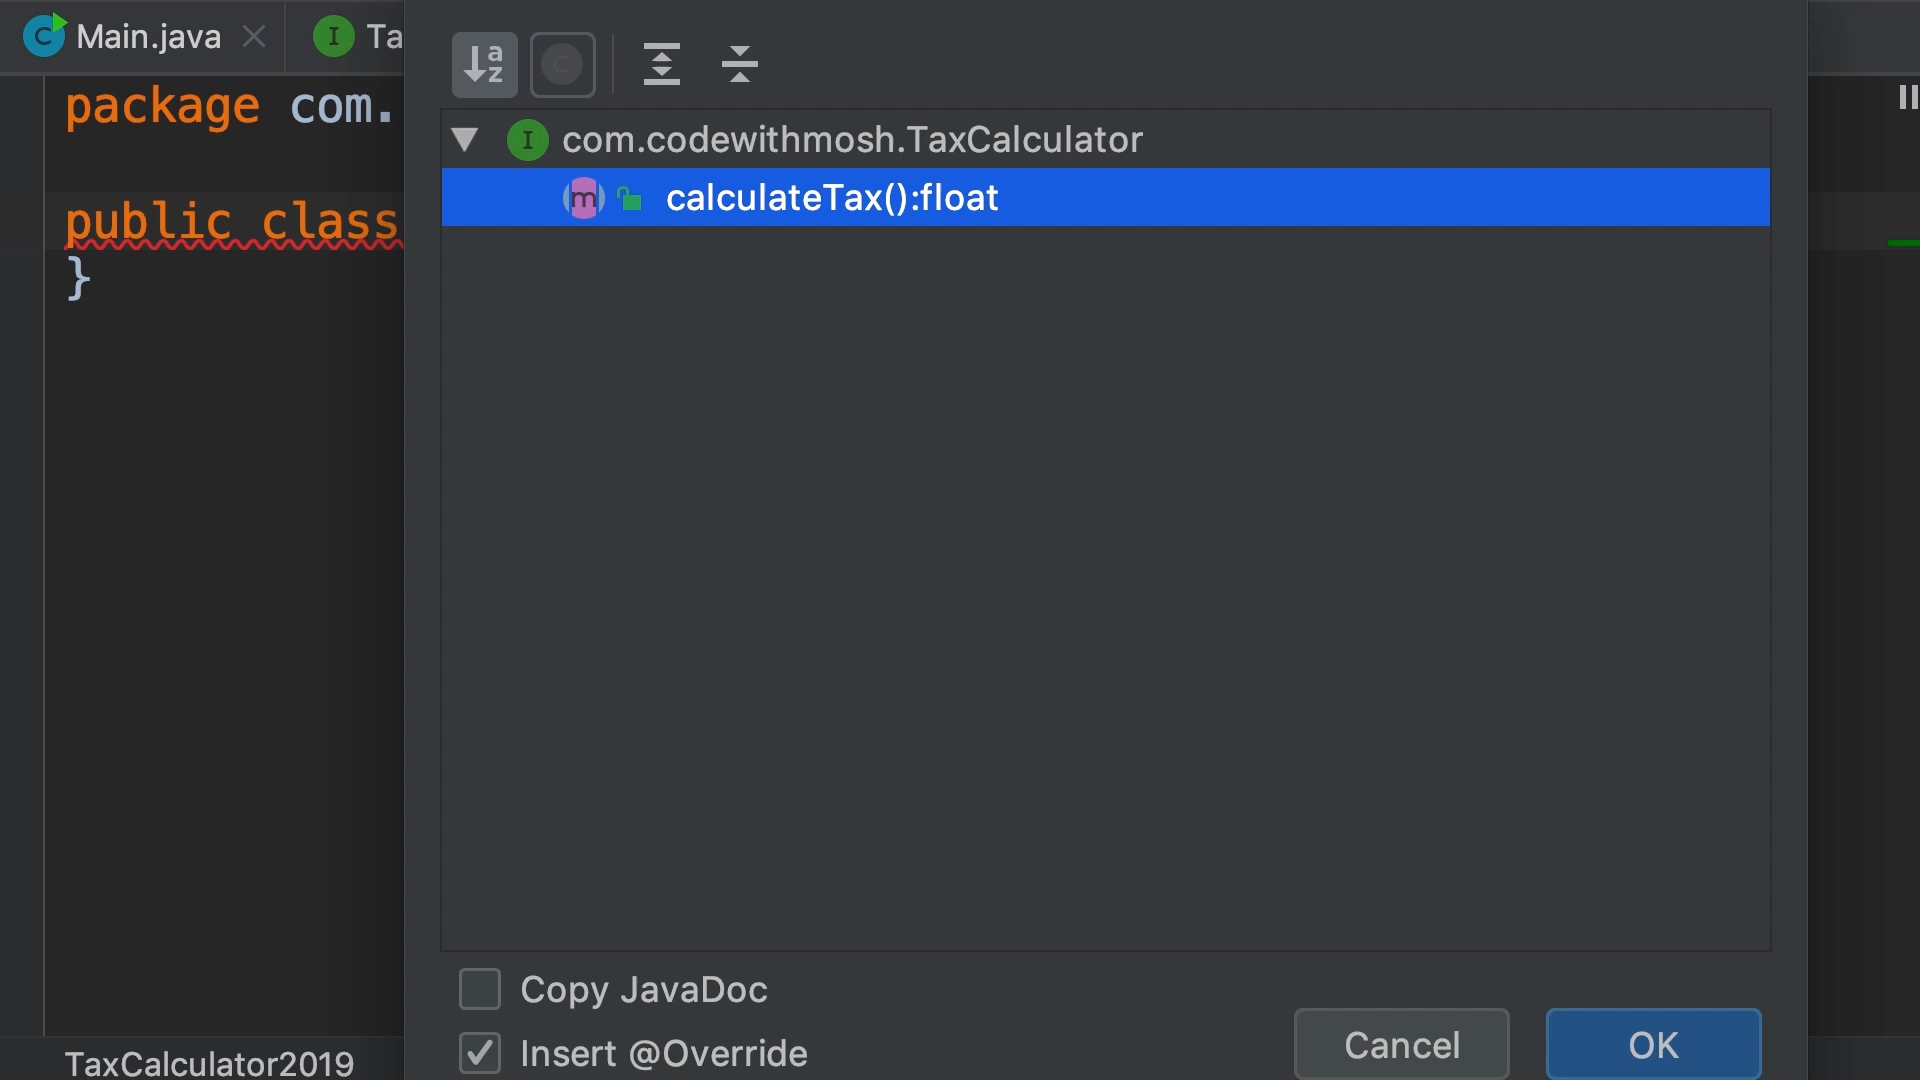 Main.java
Ta
package com.
public class
}
com.codewithmosh.TaxCalculator
calculateTax():float
Copy JavaDoc
Insert @Override
Cancel
OK
TaxCalculator2019